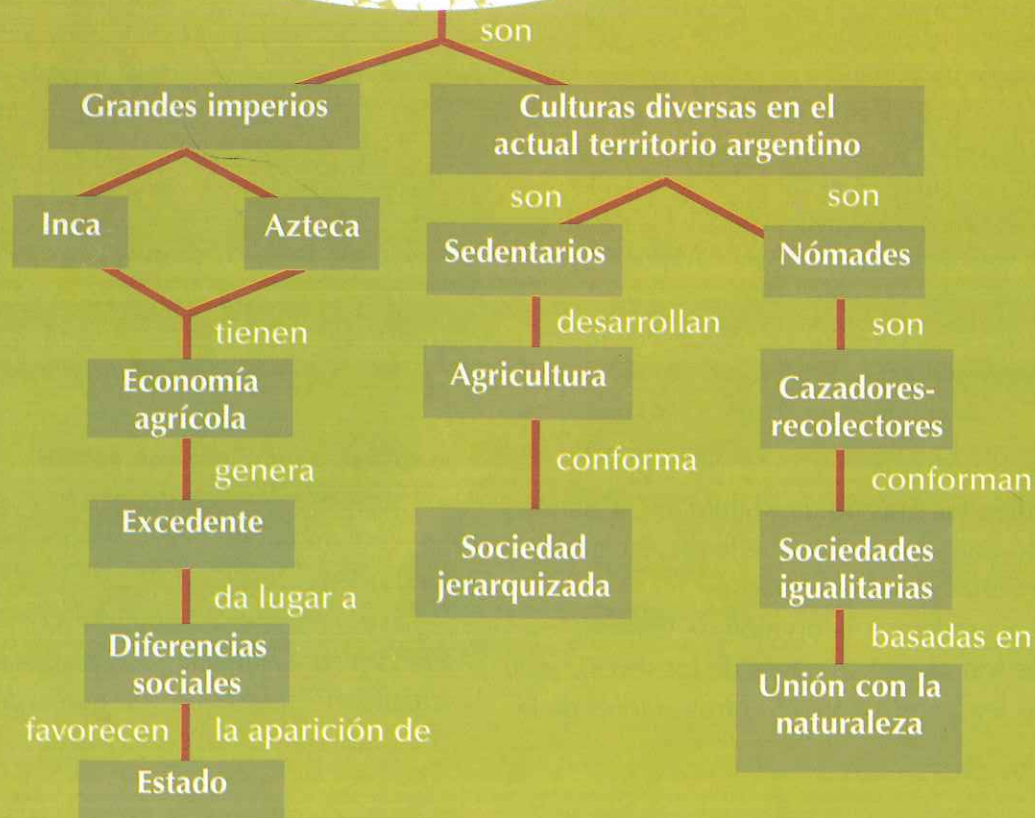 son
Grandes imperios
Culturas diversas en el
actual territorio argentino
Inca
Azteca
tienen
Economía
agrícola
genera
Excedente
da lugar a
Diferencias
sociales
favorecen
la aparición de
Estado
son
Sedentarios
desarrollan
Agricultura
conforma
Sociedad
jerarquizada
son
Nómades
son
Cazadores-
recolectores
conforman
Sociedades
igualitarias
basadas en
Unión con la
naturaleza